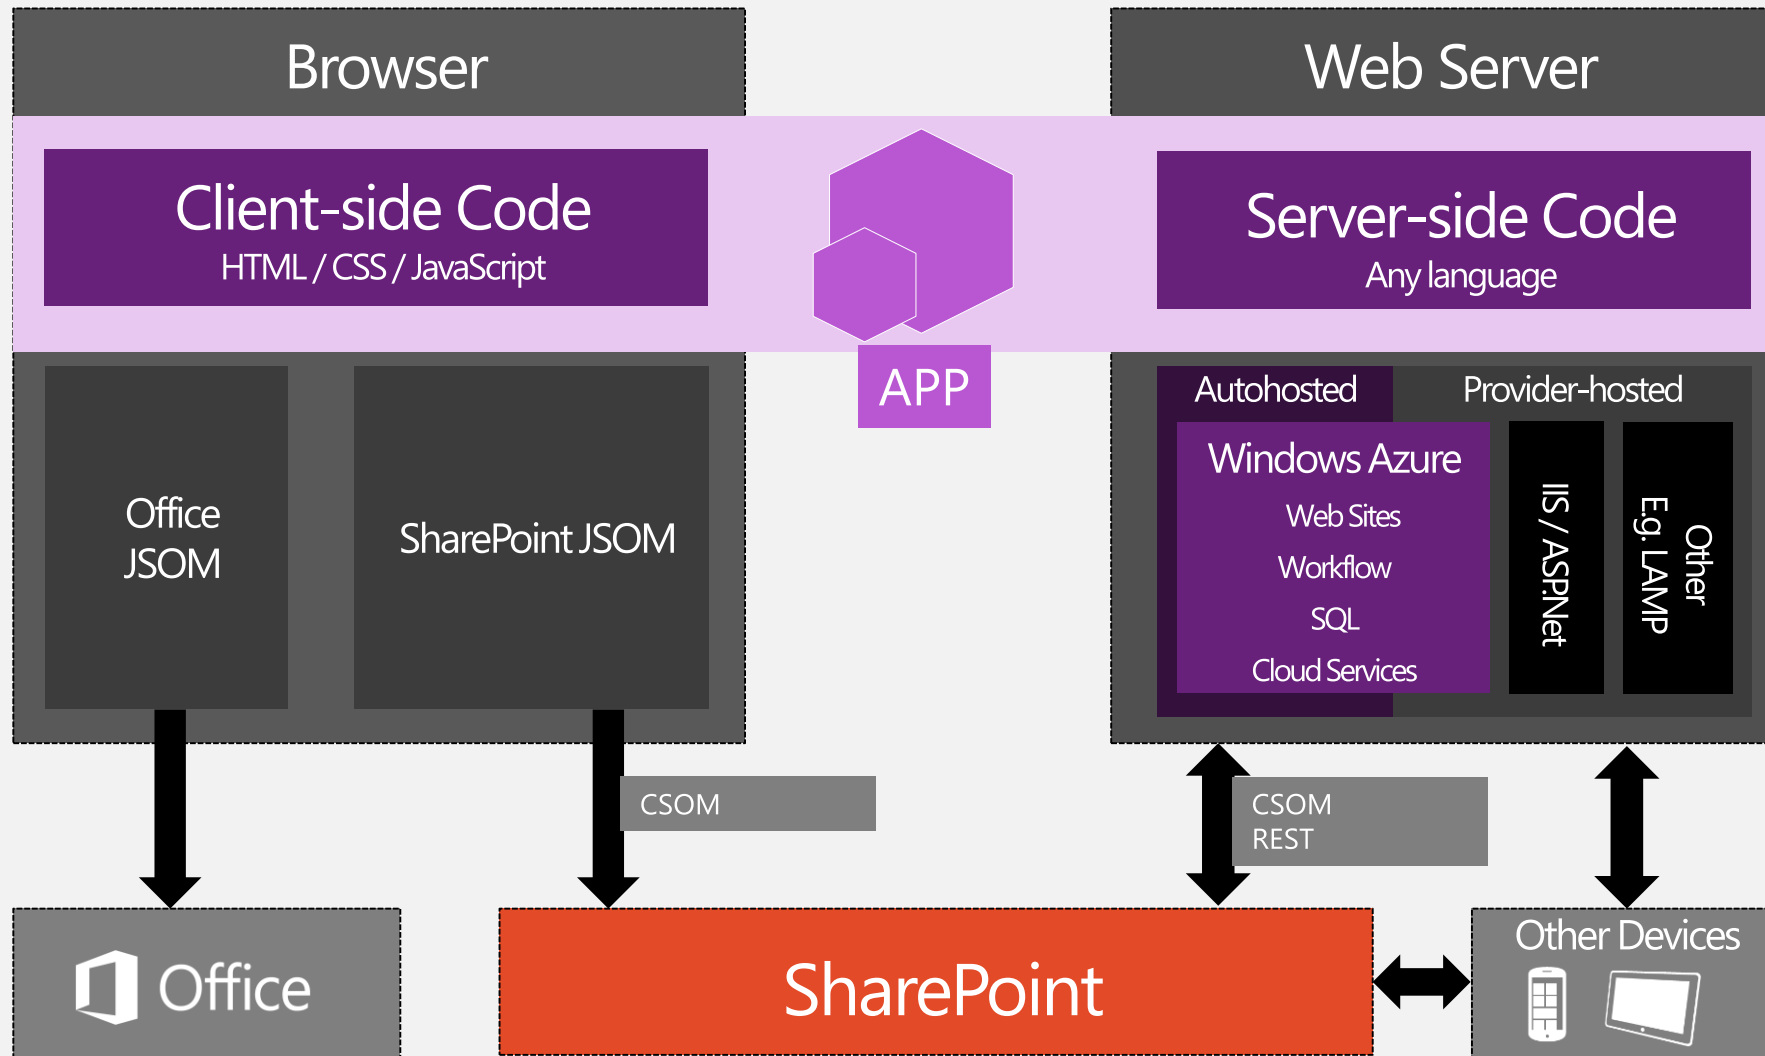 Browser
Web Server
Client-side Code
HTML / CSS / JavaScript
Server-side Code
Any language
APP
Autohosted
Provider-hosted
Office
JSOM
SharePoint JSOM
Windows Azure
Web Sites
Workflow
SQL
Cloud Services
IIS / ASP.Net
Other
E.g. LAMP
CSOM
CSOM
REST
Office
SharePoint
Other Devices